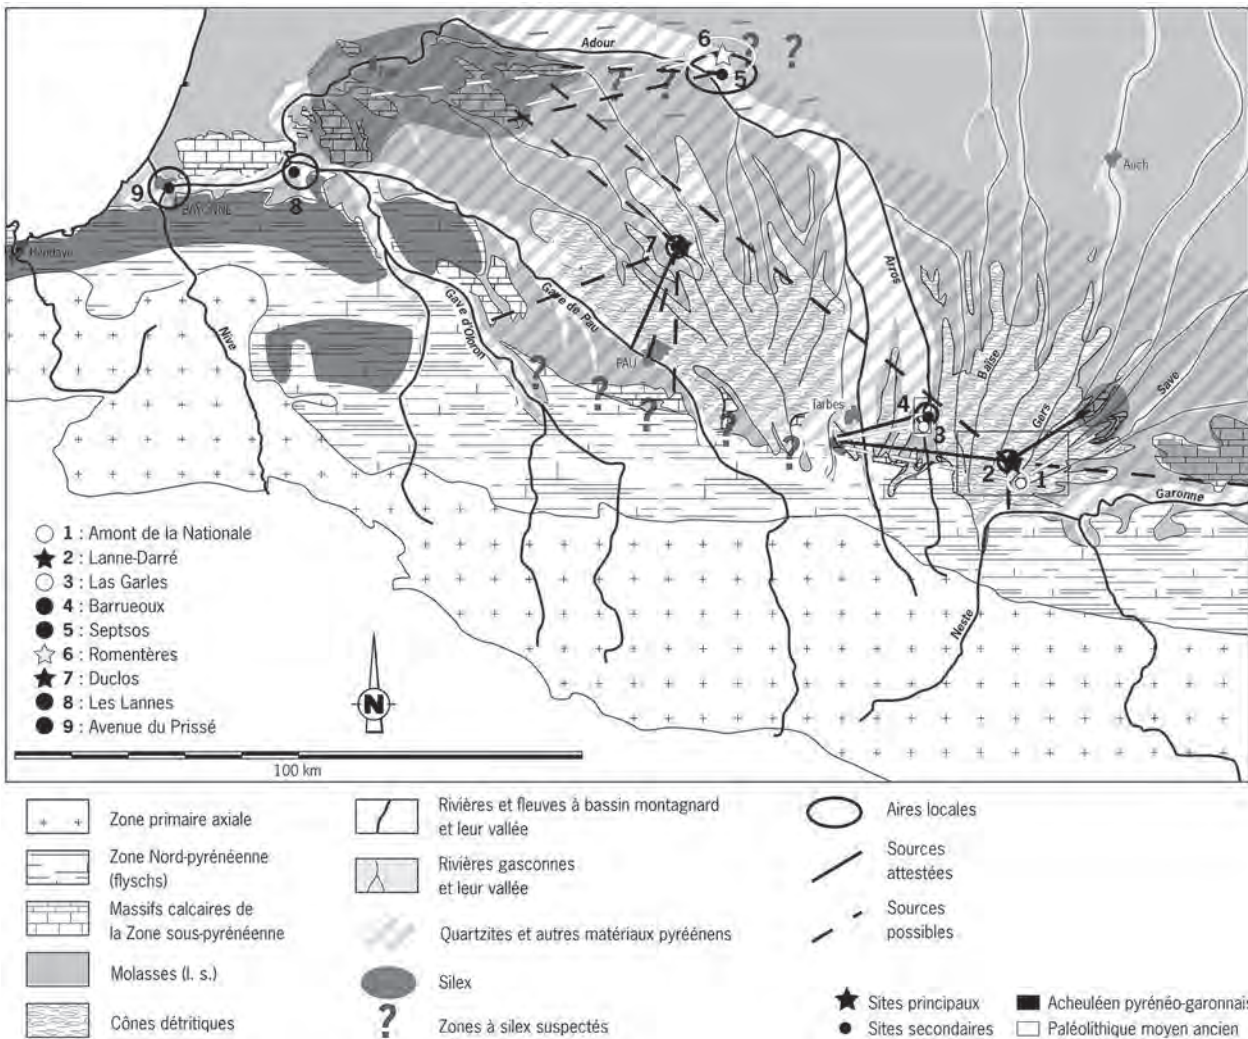 6
Adour
5
Auch
9
BAYONNE
8
7
Hendaye
Nive
Gave d'Oloron
Gave de Pau
PAU
Arros
Tarbes
4
3
Baïse
Gers
Save
2
1
Garonne
Neste
1 : Amont de la Nationale
2 : Lanne-Darré
3 : Las Garles
4 : Barrueoux
5 : Septsos
6 : Romentères
7 : Duclos
8 : Les Lannes
9 : Avenue du Prissé
N
100 km
Zone primaire axiale
Zone Nord-pyrénéenne
(flyschs)
Massifs calcaires de
la Zone sous-pyrénéenne
Molasses (l. s.)
Cônes détritiques
Rivières et fleuves à bassin montagnard
et leur vallée
Rivières gasconnes
et leur vallée
Quartzites et autres matériaux pyréénens
Silex
? Zones à silex suspectés
Aires locales
Sources
attestées
Sources
possibles
Sites principaux
Sites secondaires
Acheuléen pyrénéo-garonnais
Paléolithique moyen ancien